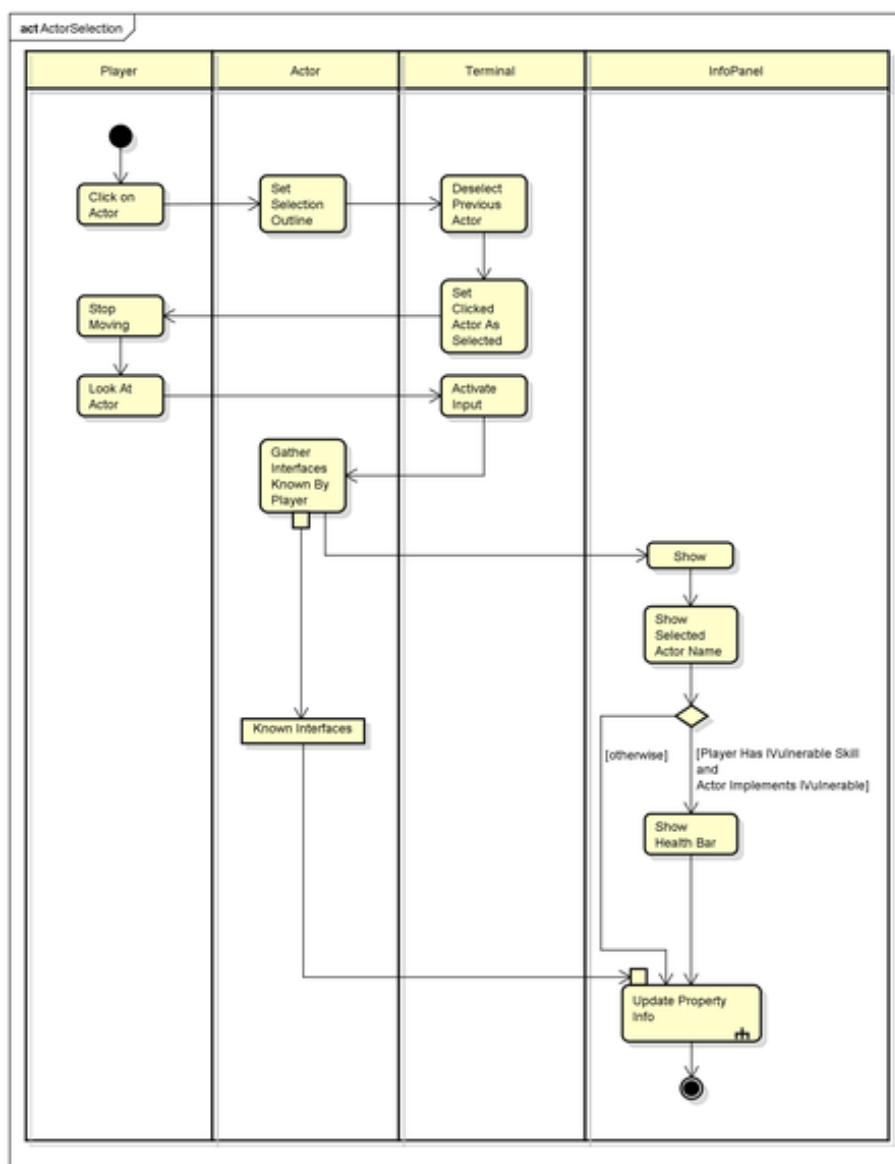 act ActorSelection
Player
Actor
Terminal
InfoPanel
Click on
Actor
Set
Selection
Outline
Deselect
Previous
Actor
Stop
Moving
Set
Clicked
Actor As
Selected
Look At
Actor
Activate
Input
Gather
Interfaces
Known By
Player
Show
Show
Selected
Actor Name
Known Interfaces
[otherwise]
[Player Has IVulnerable Skill
and
Actor Implements IVulnerable]
Show
Health Bar
Update Property
Info